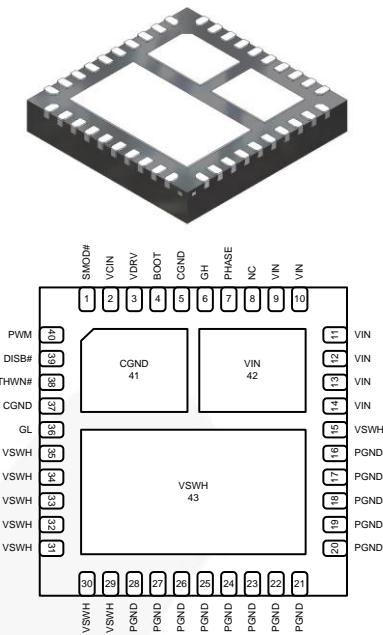 SMOD#
VCIN
VDRV
BOOT
CGND
GH
PHASE
NC
VIN
VIN
1
2
3
4
5
6
7
8
9
10
PWM
40
DISB#
39
THWN#
38
CGND
37
GL
36
VSWH
35
VSWH
34
VSWH
33
VSWH
32
VSWH
31
CGND
41
VIN
42
VSWH
43
11
VIN
12
VIN
13
VIN
14
VIN
15
VSWH
16
PGND
17
PGND
18
PGND
19
PGND
20
PGND
30
29
28
27
26
25
24
23
22
21
VSWH
VSWH
PGND
PGND
PGND
PGND
PGND
PGND
PGND
PGND